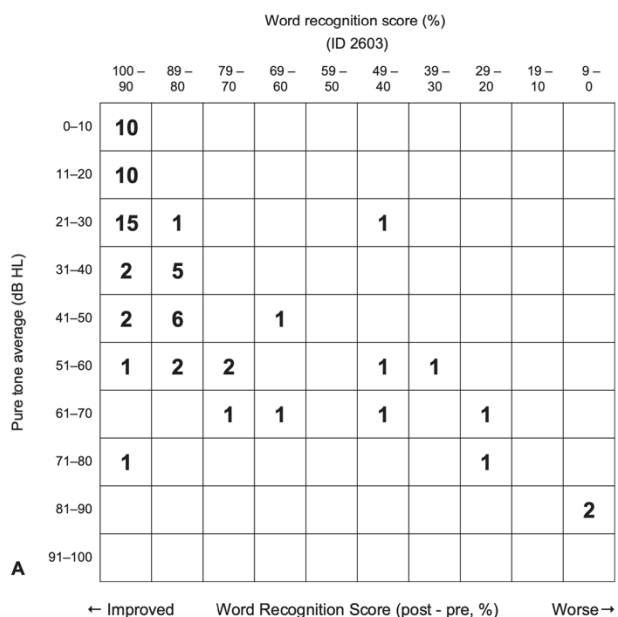 Word recognition score (%)
(ID 2603)
100 – 89 – 79 – 69 – 59 – 49 – 39 – 29 – 19 – 9 –
90 80 70 60 50 40 30 20 10 0
0–10 10
11–20 10
21–30 15 1 1
31–40 2 5
41–50 2 6 1
51–60 1 2 2 1 1
61–70 1 1 1 1
71–80 1 1
81–90 2
91–100
Pure tone average (dB HL)
A
← Improved Word Recognition Score (post - pre, %) Worse→